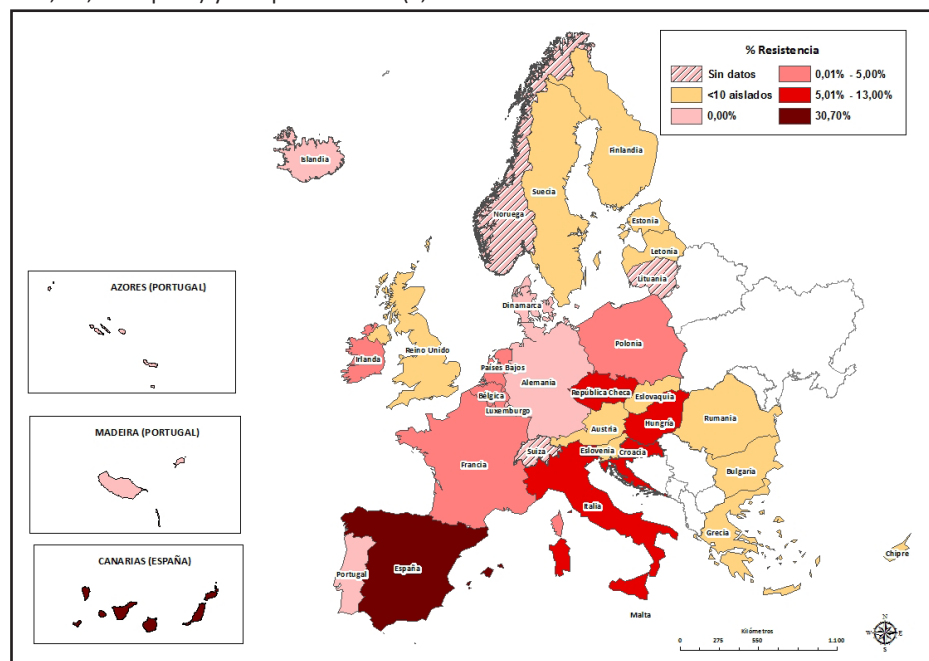 % Resistencia
Sin datos
<10 aislados
0,00%
0,01% - 5,00%
5,01% - 13,00%
30,70%
Islandia
Finlandia
Suecia
Noruega
Estonia
Letonia
Lituania
Dinamarca
AZORES (PORTUGAL)
Reino Unido
Irlanda
Polonia
Países Bajos
Alemania
Bélgica
República Checa
Luxemburgo
Eslovaquia
Rumania
Austria
Hungría
MADEIRA (PORTUGAL)
Suiza
Eslovenia
Croacia
Francia
Bulgaria
Italia
Grecia
Chipre
CANARIAS (ESPAÑA)
Portugal
España
Malta
Kilómetros
0 275 550 1.100
N
W E
S